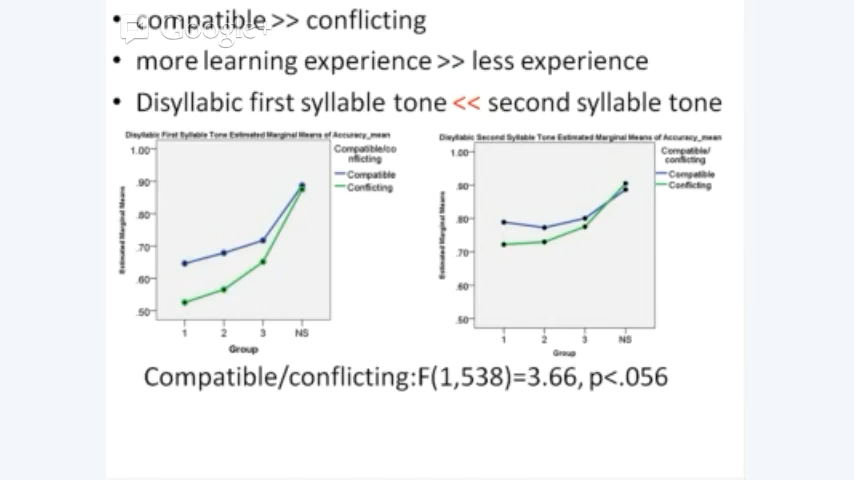 • compatible >> conflicting
Google+
• more learning experience >> less experience
• Disyllabic first syllable tone << second syllable tone
Disyllabic First Syllable Tone Estimated Marginal Means of Accuracy_mean
Compatible/co
nflicting
Compatible
Conflicting
Estimated Marginal Means
1.00
.90
.80
.70
.60
.50
1 2 3 NS
Group
Disyllabic Second Syllable Tone Estimated Marginal Means of Accuracy_mean
Compatible/
conflicting
Compatible
Conflicting
Estimated Marginal Means
1.00
.90
.80
.70
.60
.50
1 2 3 NS
Group
Compatible/conflicting:F(1,538)=3.66, p<.056